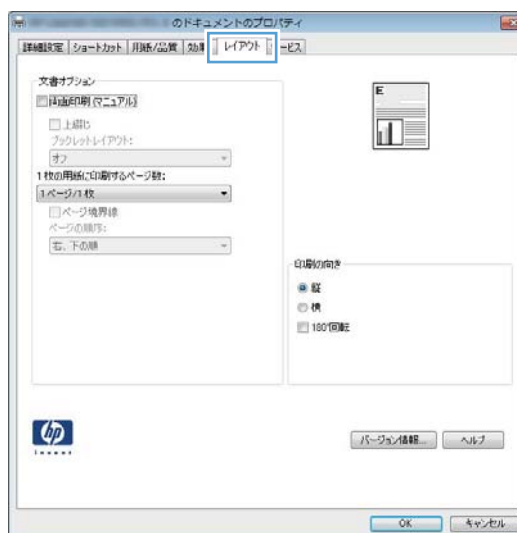 のドキュメントのプロパティ
詳細設定 ショートカット 用紙/品質 効果 レイアウト ービス
文書オプション
両面印刷(マニュアル)
上綴じ
ブックレットレイアウト:
オフ
1 枚の用紙に印刷するページ数:
1 ページ/1 枚
ページ境界線
ページの順序:
右、下の順
E
印刷の向き
縦
横
180°回転
hp
invent
バージョン情報... ヘルプ
OK キャンセル